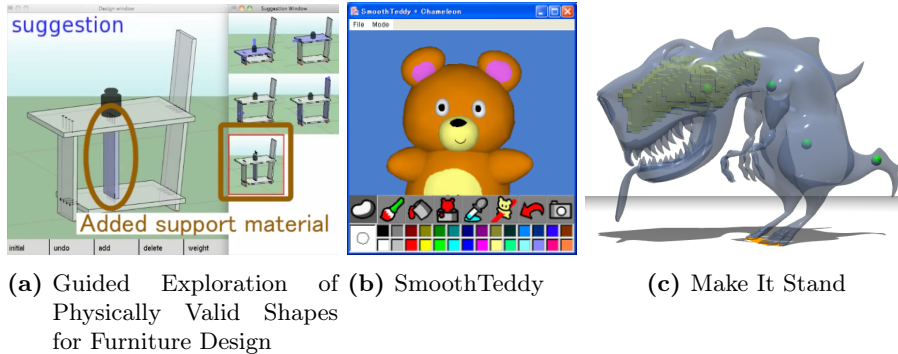 Design window
Suggestion Window
suggestion
Added support material
initial undo add delete weight
SmoothTeddy + Chameleon
File Mode
(a) Guided Exploration of
Physically Valid Shapes
for Furniture Design
(b) SmoothTeddy
(c) Make It Stand